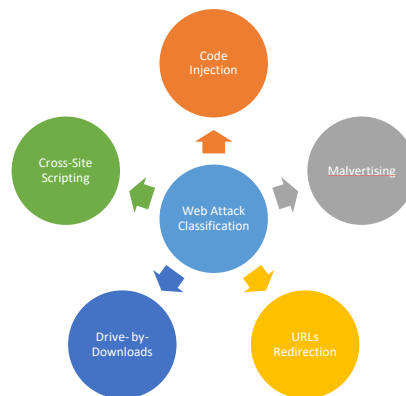 Code
Injection
Cross-Site
Scripting
Malvertising
Web Attack
Classification
Drive- by-
Downloads
URLs
Redirection